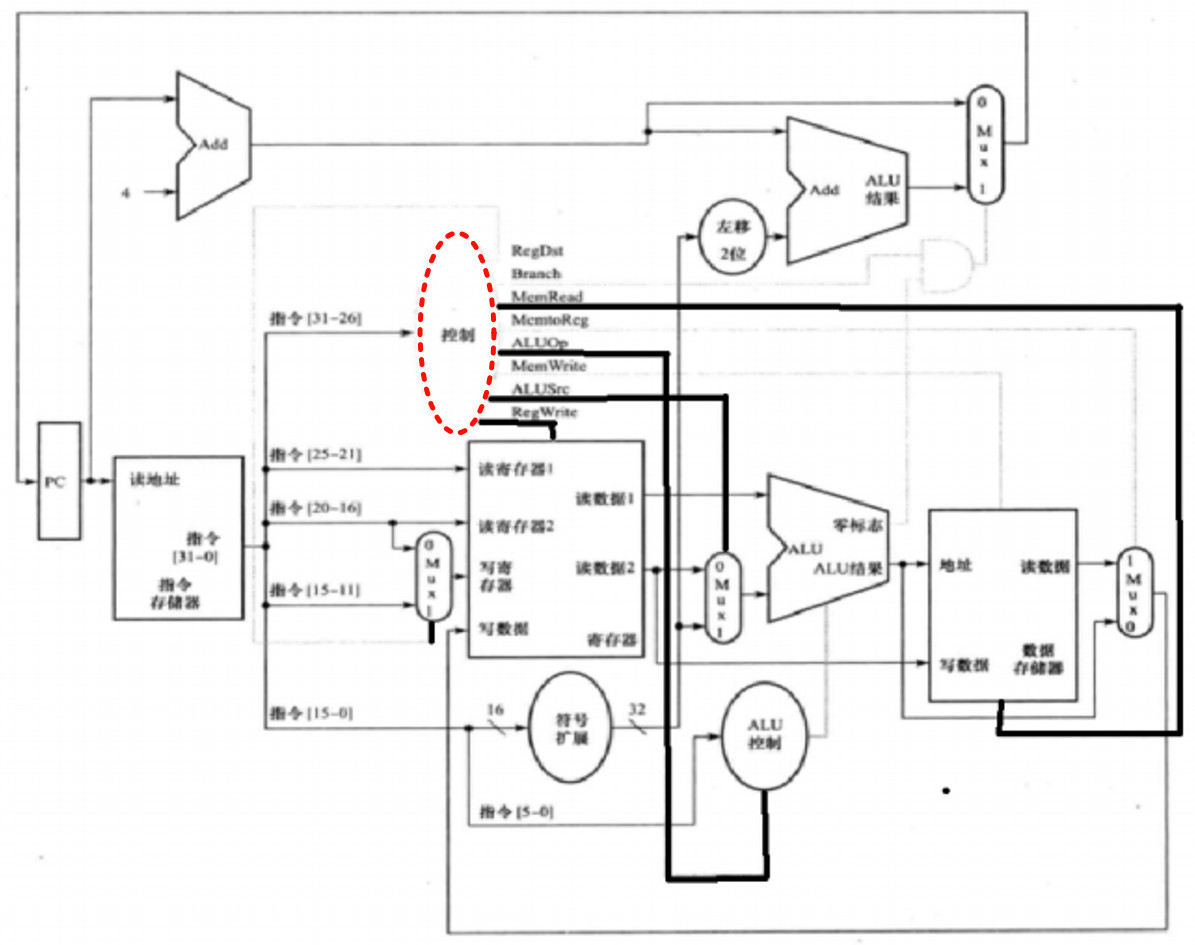 Add
4
0
Mux
1
Add
ALU
结果
左移
2位
RegDst
Branch
MemRead
MemtoReg
ALUOp
MemWrite
ALUSrc
RegWrite
指令 [31-26]
控制
PC
读地址
指令
[31-0]
指令
存储器
指令 [25-21]
指令 [20-16]
指令 [15-11]
指令 [15-0]
0
Mux
1
读寄存器1
读寄存器2
写寄
存器
写数据
读数据1
读数据2
寄存器
16
符号
扩展
32
指令 [5-0]
0
Mux
1
零标志
ALU
ALU结果
ALU
控制
地址
读数据
写数据
数据
存储器
1
Mux
0